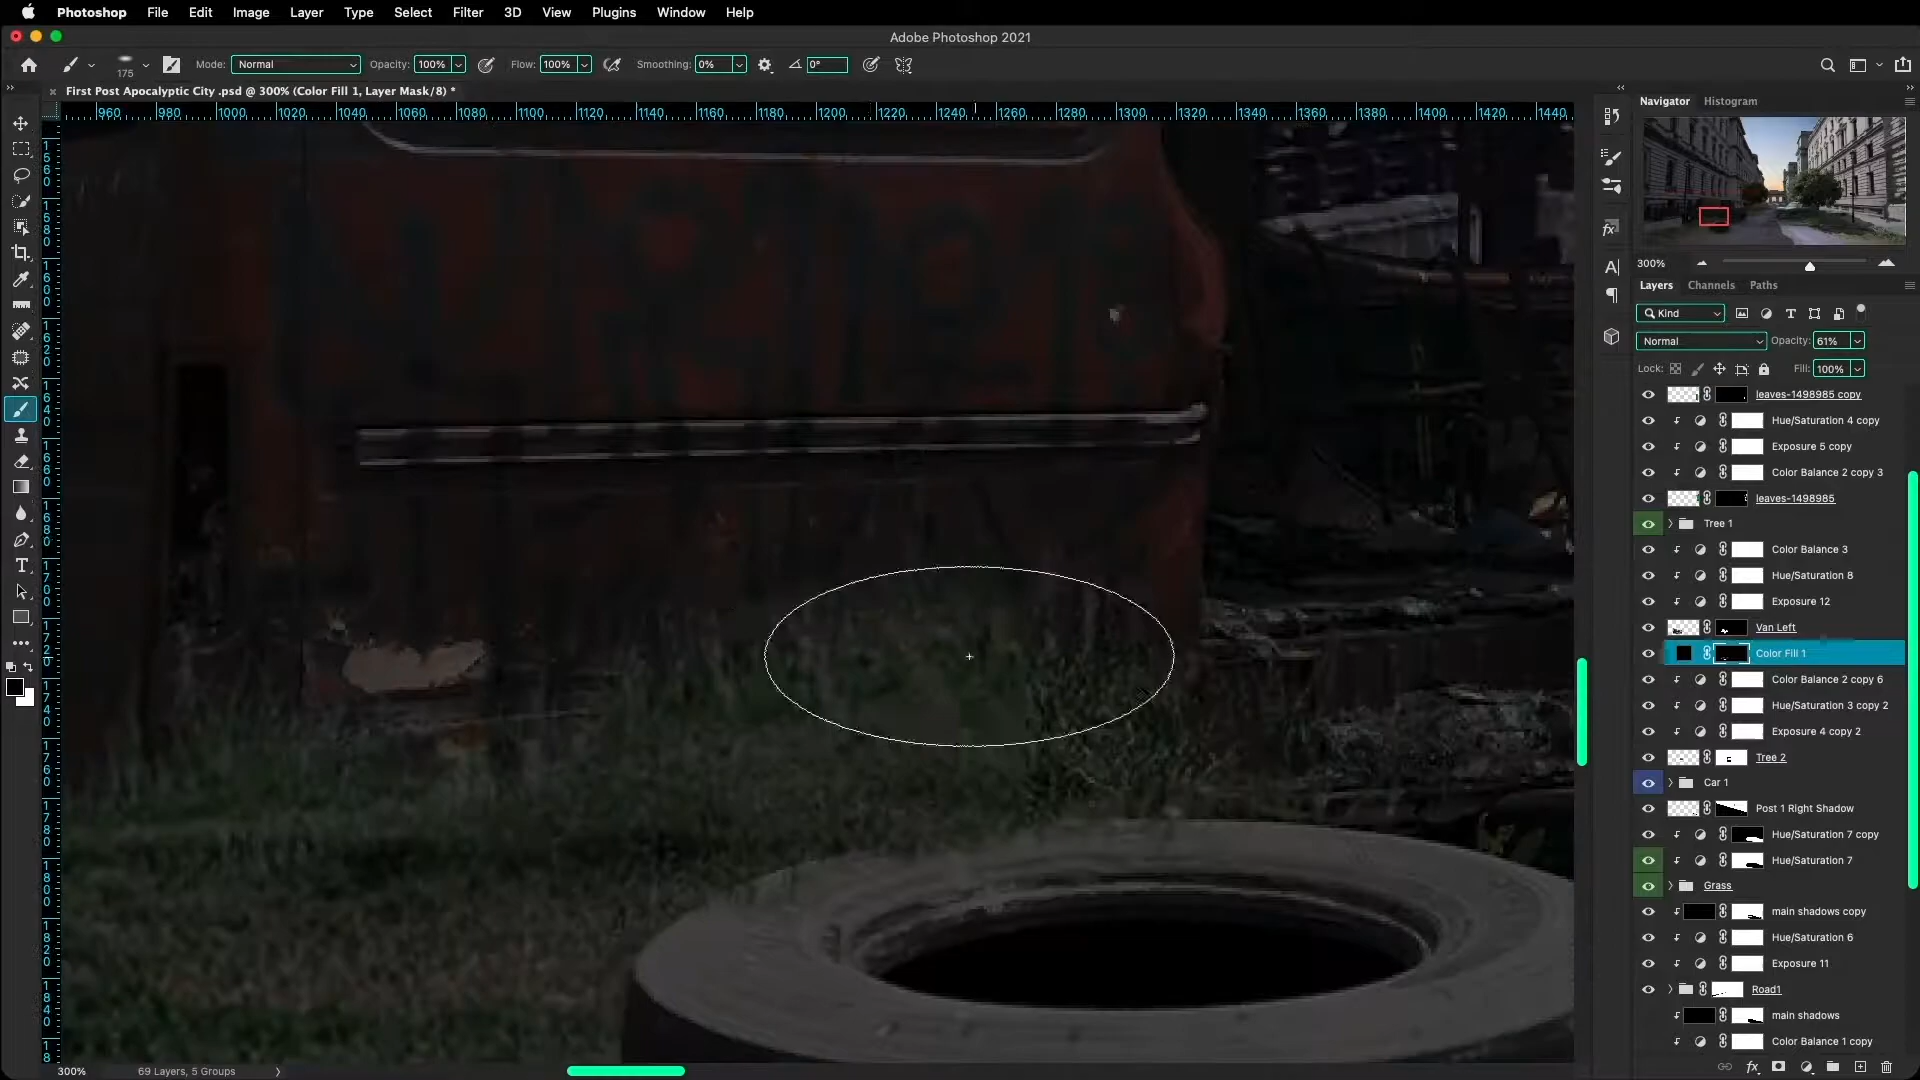 Photoshop File Edit Image Layer Type Select Filter 3D View Plugins Window Help
Adobe Photoshop 2021
175 Mode: Normal Opacity: 100% Flow: 100% Smoothing: 0% 0°
First Post Apocalyptic City .psd @ 300% (Color Fill 1, Layer Mask/8) *
960 980 1000 1020 1040 1060 1080 1100 1120 1140 1160 1180 1200 1220 1240 1260 1280 1300 1320 1340 1360 1380 1400 1420 1440
Navigator Histogram
300%
Layers Channels Paths
Kind
Normal Opacity: 61%
Lock: Fill: 100%
leaves-1498985 copy
Hue/Saturation 4 copy
Exposure 5 copy
Color Balance 2 copy 3
leaves-1498985
Tree 1
Color Balance 3
Hue/Saturation 8
Exposure 12
Van Left
Color Fill 1
Color Balance 2 copy 6
Hue/Saturation 3 copy 2
Exposure 4 copy 2
Tree 2
Car 1
Post 1 Right Shadow
Hue/Saturation 7 copy
Hue/Saturation 7
Grass
main shadows copy
Hue/Saturation 6
Exposure 11
Road1
main shadows
Color Balance 1 copy
300% 69 Layers, 5 Groups